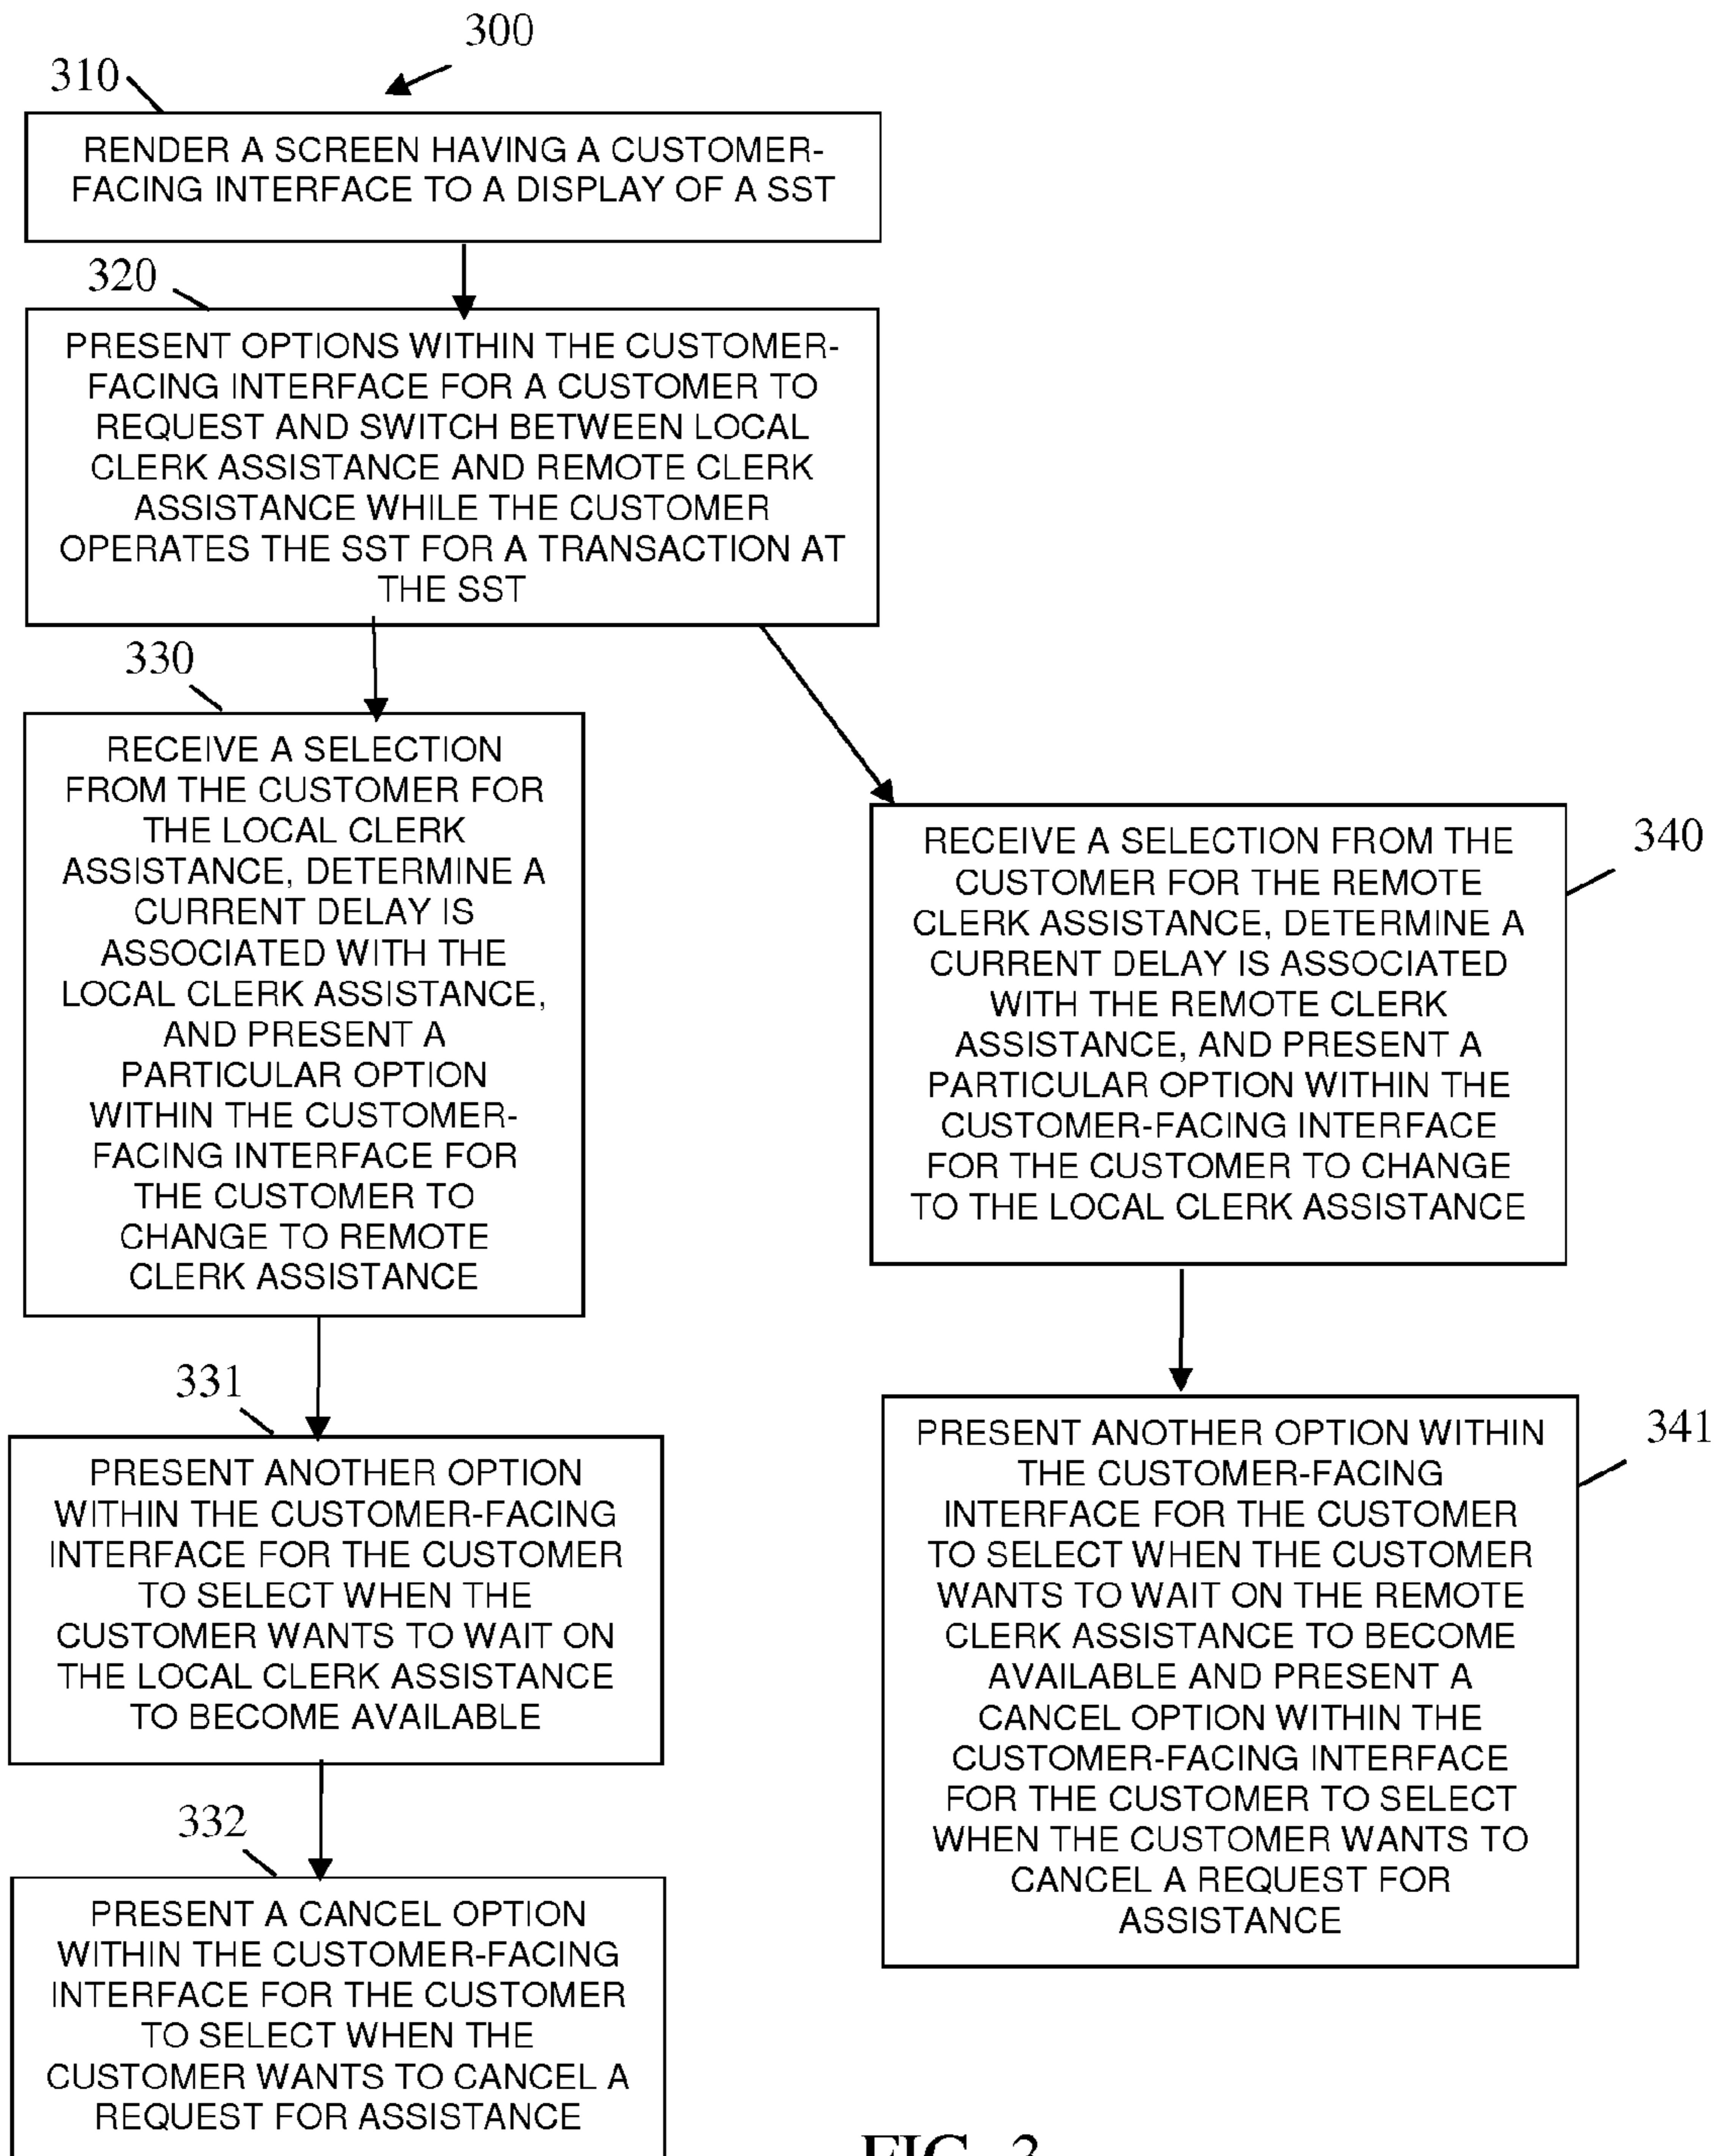 300
310
RENDER A SCREEN HAVING A CUSTOMER-
FACING INTERFACE TO A DISPLAY OF A SST
320
PRESENT OPTIONS WITHIN THE CUSTOMER-
FACING INTERFACE FOR A CUSTOMER TO
REQUEST AND SWITCH BETWEEN LOCAL
CLERK ASSISTANCE AND REMOTE CLERK
ASSISTANCE WHILE THE CUSTOMER
OPERATES THE SST FOR A TRANSACTION AT
THE SST
330
RECEIVE A SELECTION
FROM THE CUSTOMER FOR
THE LOCAL CLERK
ASSISTANCE, DETERMINE A
CURRENT DELAY IS
ASSOCIATED WITH THE
LOCAL CLERK ASSISTANCE,
AND PRESENT A
PARTICULAR OPTION
WITHIN THE CUSTOMER-
FACING INTERFACE FOR
THE CUSTOMER TO
CHANGE TO REMOTE
CLERK ASSISTANCE
340
RECEIVE A SELECTION FROM THE
CUSTOMER FOR THE REMOTE
CLERK ASSISTANCE, DETERMINE A
CURRENT DELAY IS ASSOCIATED
WITH THE REMOTE CLERK
ASSISTANCE, AND PRESENT A
PARTICULAR OPTION WITHIN THE
CUSTOMER-FACING INTERFACE
FOR THE CUSTOMER TO CHANGE
TO THE LOCAL CLERK ASSISTANCE
331
PRESENT ANOTHER OPTION
WITHIN THE CUSTOMER-FACING
INTERFACE FOR THE CUSTOMER
TO SELECT WHEN THE
CUSTOMER WANTS TO WAIT ON
THE LOCAL CLERK ASSISTANCE
TO BECOME AVAILABLE
341
PRESENT ANOTHER OPTION WITHIN
THE CUSTOMER-FACING
INTERFACE FOR THE CUSTOMER
TO SELECT WHEN THE CUSTOMER
WANTS TO WAIT ON THE REMOTE
CLERK ASSISTANCE TO BECOME
AVAILABLE AND PRESENT A
CANCEL OPTION WITHIN THE
CUSTOMER-FACING INTERFACE
FOR THE CUSTOMER TO SELECT
WHEN THE CUSTOMER WANTS TO
CANCEL A REQUEST FOR
ASSISTANCE
332
PRESENT A CANCEL OPTION
WITHIN THE CUSTOMER-FACING
INTERFACE FOR THE CUSTOMER
TO SELECT WHEN THE
CUSTOMER WANTS TO CANCEL A
REQUEST FOR ASSISTANCE
FIG. 3